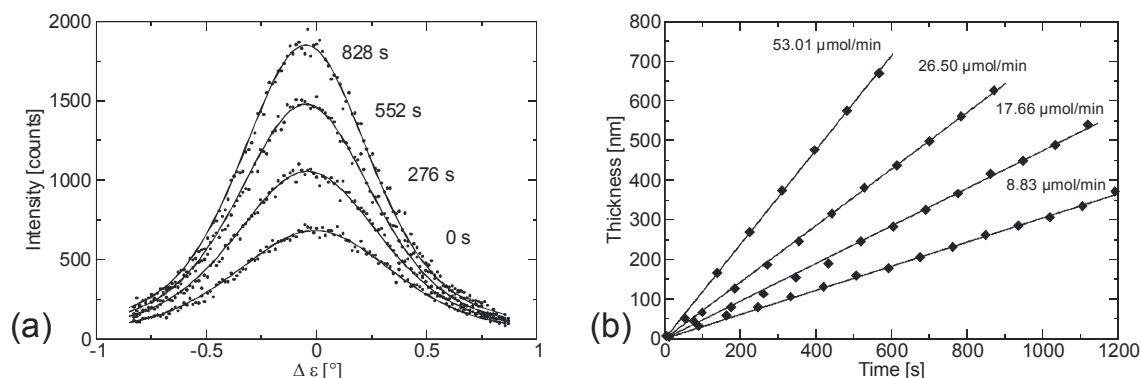 (a)
Intensity [counts]
2000
1500
1000
500
0
-1
-0.5
0
0.5
1
Δ ε [°]
828 s
552 s
276 s
0 s
(b)
Thickness [nm]
800
700
600
500
400
300
200
100
0
0
200
400
600
800
1000
1200
Time [s]
53.01 µmol/min
26.50 µmol/min
17.66 µmol/min
8.83 µmol/min